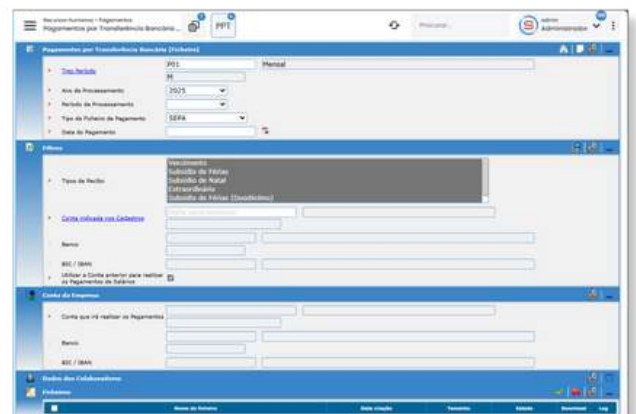 Recursos Humanos - Pagamentos
Pagamentos por Transferência Bancária ...
PPT
Procurar...
admin
Administrador
Pagamentos por Transferência Bancária [Ficheiro]
Tipo Período
P01
Mensal
M
Ano de Processamento
2025
Período de Processamento
Tipo de Ficheiro de Pagamento
SEPA
Data do Pagamento
Filtros
Tipos de Recibo
Vencimento
Subsídio de Férias
Subsídio de Natal
Extraordinário
Subsídio de Férias (Duodécimo)
Conta indicada nos Cadastros
Banco
BIC / IBAN
Utilizar a Conta anterior para realizar
os Pagamentos de Salários
Conta da Empresa
Conta que irá realizar os Pagamentos
Banco
BIC / IBAN
Dados dos Colaboradores
Ficheiros
Nome do ficheiro
Data criação
Tamanho
Estado
Download
Log